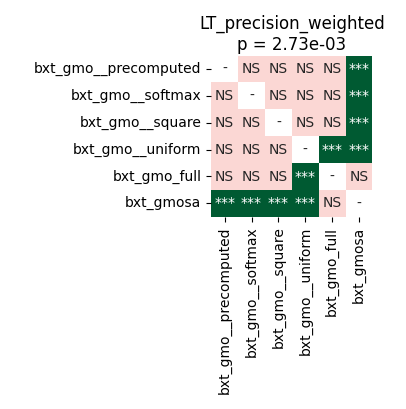 LT_precision_weighted
p = 2.73e-03
bxt_gmo__precomputed - NS NS NS NS ***
bxt_gmo__softmax NS - NS NS NS ***
bxt_gmo__square NS NS - NS NS ***
bxt_gmo__uniform NS NS NS - *** ***
bxt_gmo_full NS NS NS *** - NS
bxt_gmosa *** *** *** *** NS -
bxt_gmo__precomputed
bxt_gmo__softmax
bxt_gmo__square
bxt_gmo__uniform
bxt_gmo_full
bxt_gmosa